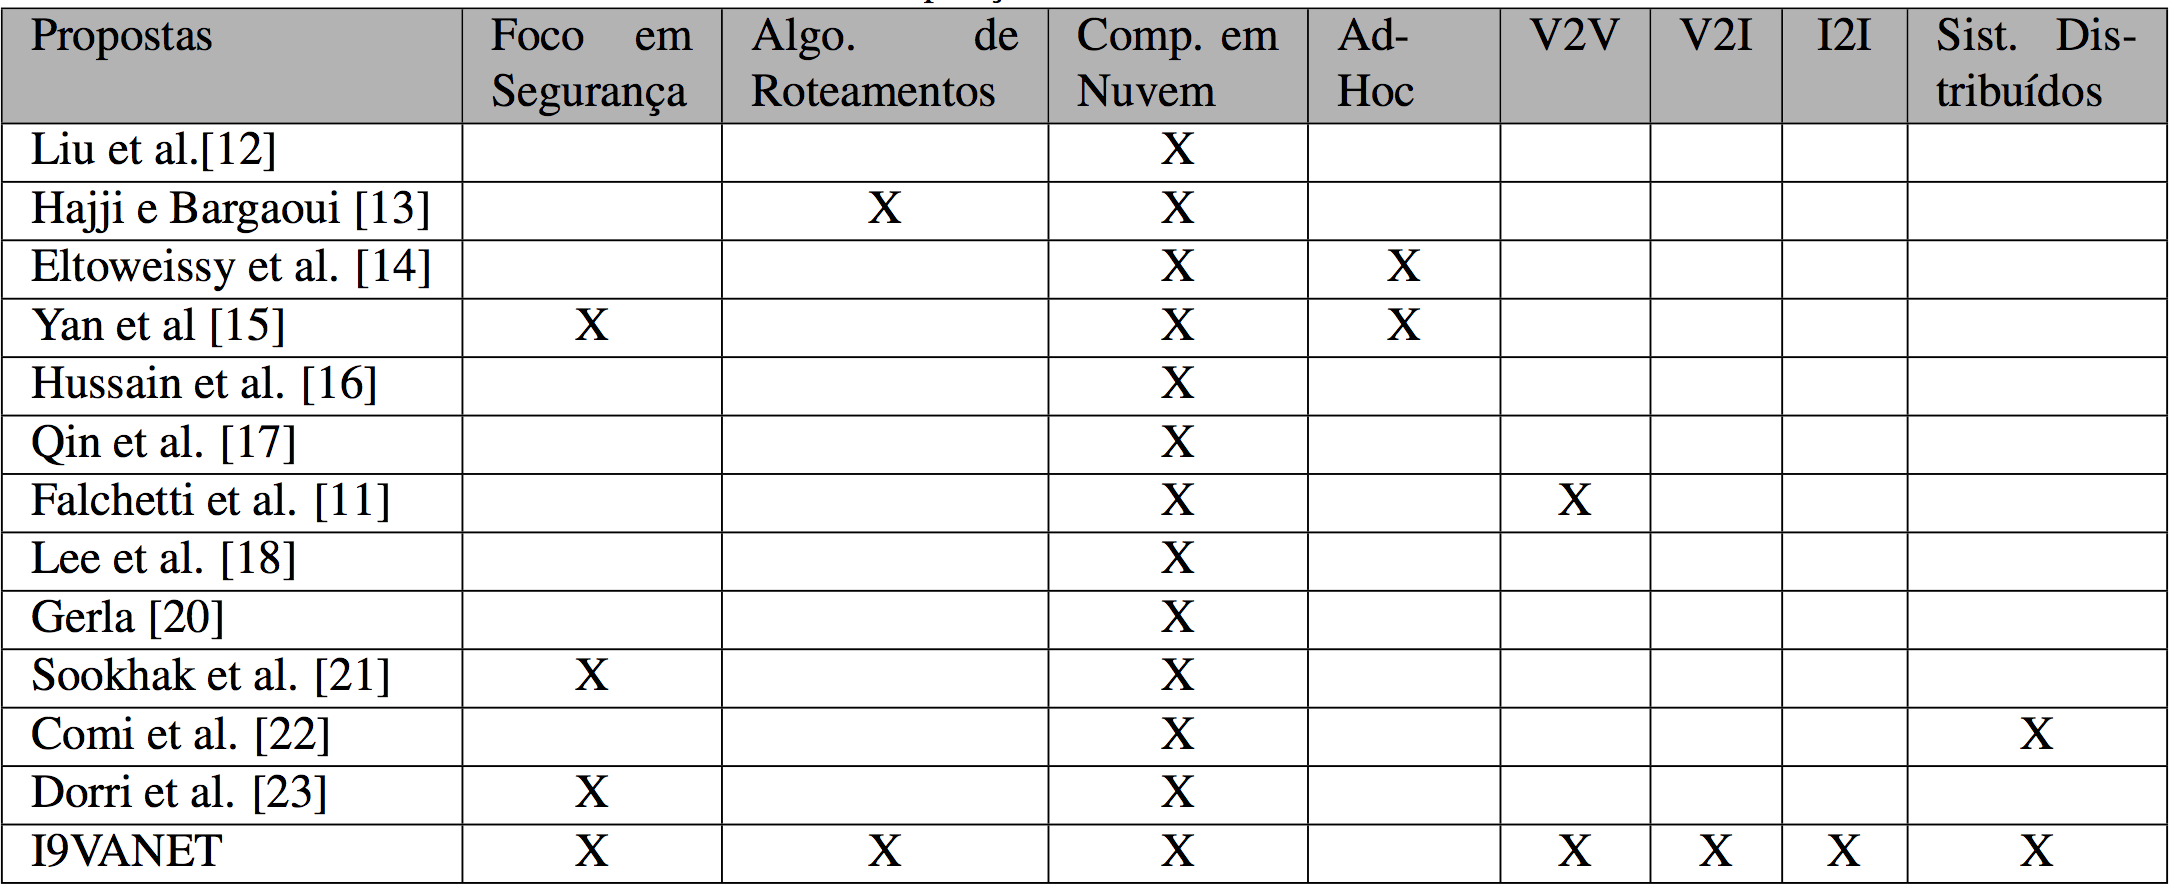 Propostas Foco em Segurança Algo. de Roteamentos Comp. em Nuvem Ad-Hoc V2V V2I I2I Sist. Dis-tribuídos
Liu et al.[12] X
Hajji e Bargaoui [13] X X
Eltoweissy et al. [14] X X
Yan et al [15] X X X
Hussain et al. [16] X
Qin et al. [17] X
Falchetti et al. [11] X X
Lee et al. [18] X
Gerla [20] X
Sookhak et al. [21] X X
Comi et al. [22] X X
Dorri et al. [23] X X
I9VANET X X X X X X X